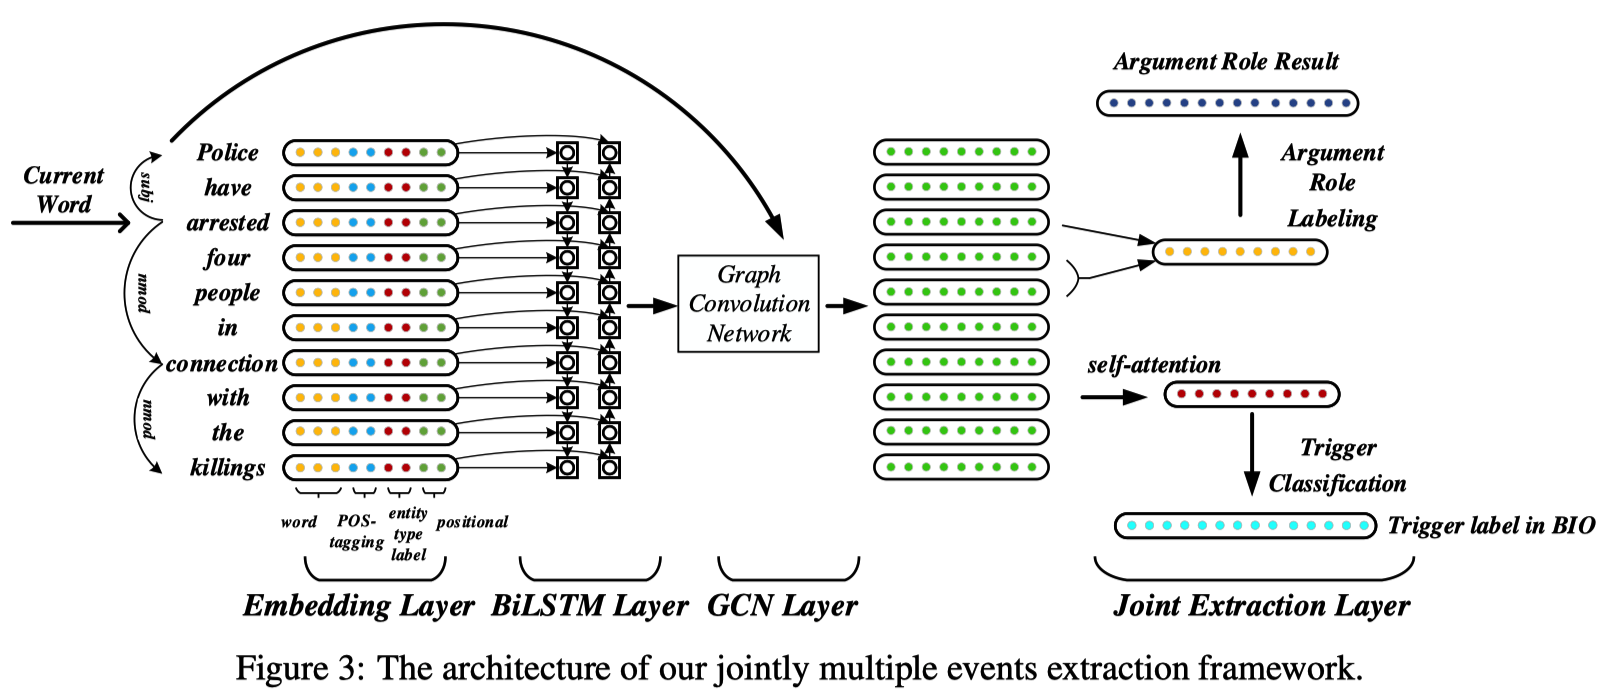 Argument Role Result
Argument
Role
Labeling
Current
Word
subj
nmod
nmod
Police
have
arrested
four
people
in
connection
with
the
killings
Graph
Convolution
Network
self-attention
Trigger
Classification
Trigger label in BIO
word
POS-
tagging
entity
type
label
positional
Embedding Layer
BiLSTM Layer
GCN Layer
Joint Extraction Layer
Figure 3: The architecture of our jointly multiple events extraction framework.